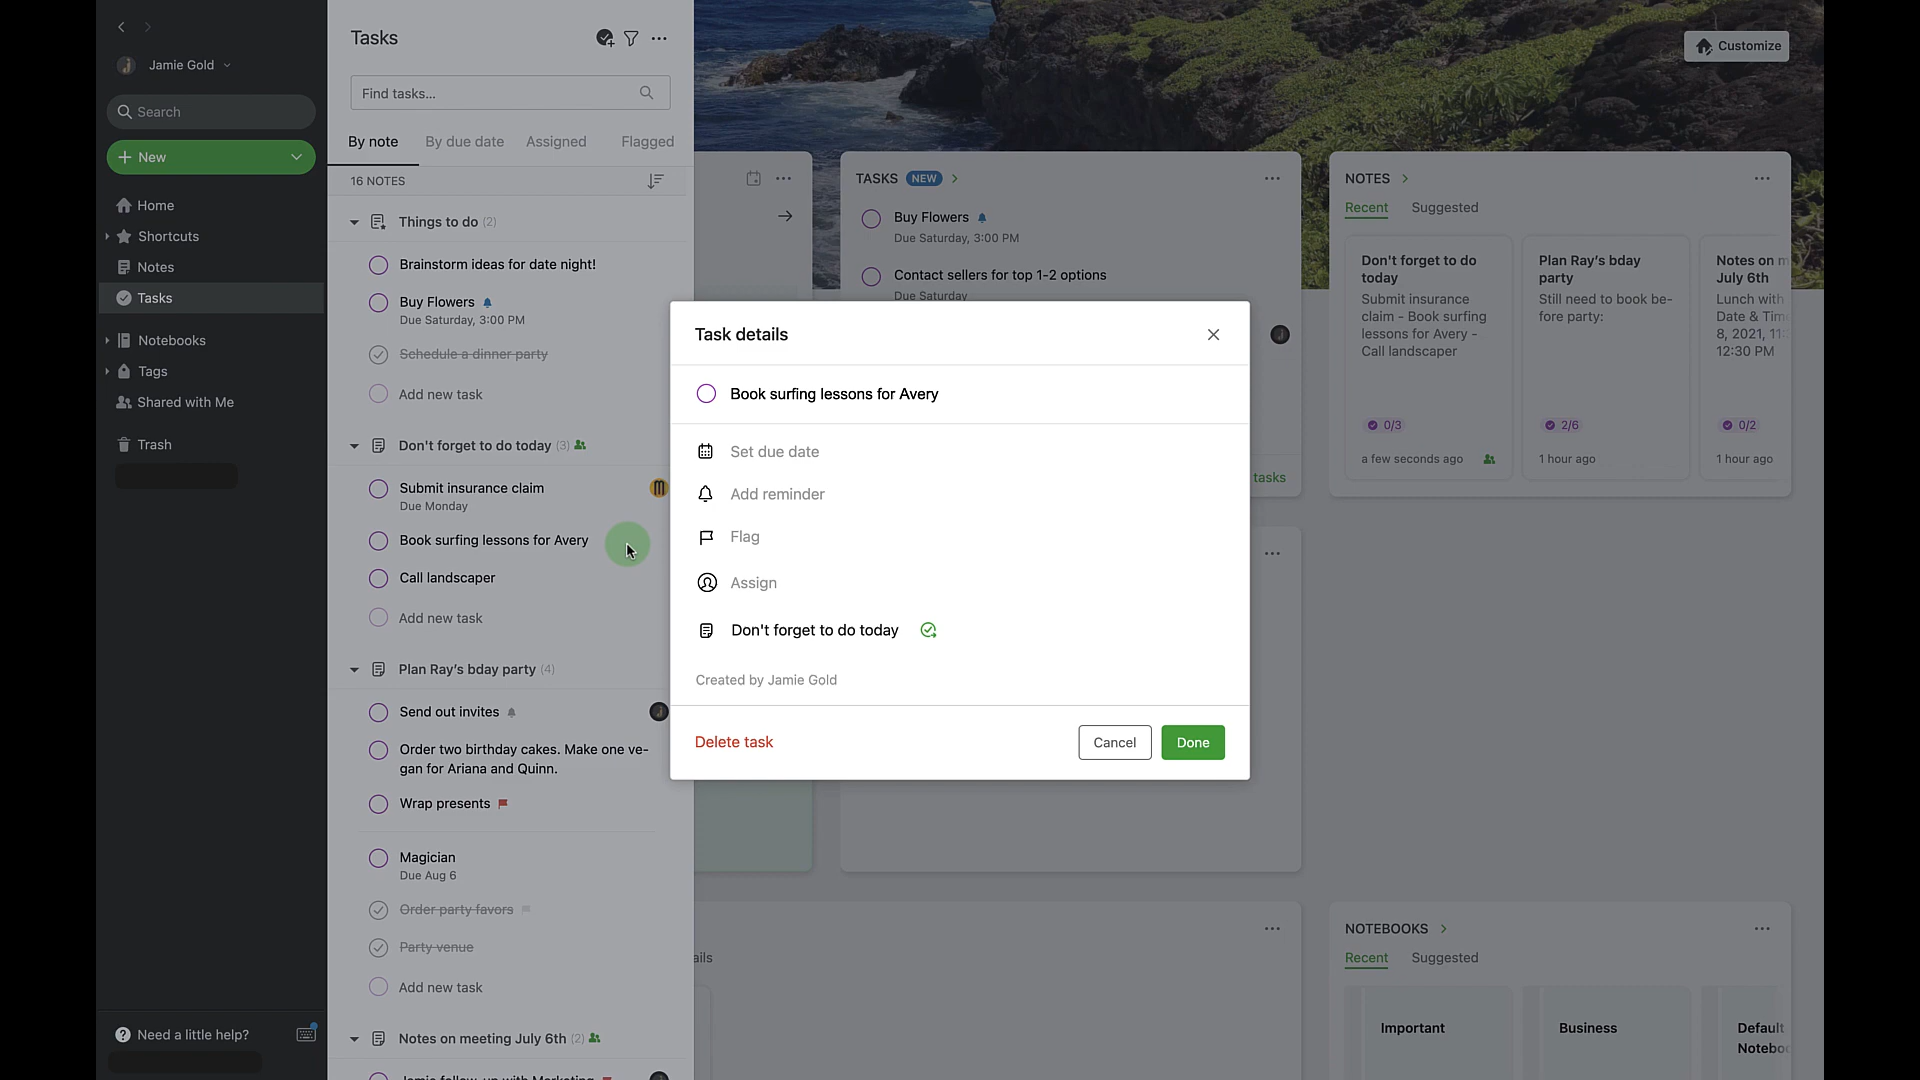 Jamie Gold
Search
New
Home
Shortcuts
Notes
Tasks
Notebooks
Tags
Shared with Me
Trash
Need a little help?
Tasks
Find tasks...
By note
By due date
Assigned
Flagged
16 NOTES
Things to do (2)
Brainstorm ideas for date night!
Buy Flowers
Due Saturday, 3:00 PM
Schedule a dinner party
Add new task
Don't forget to do today (3)
Submit insurance claim
Due Monday
Book surfing lessons for Avery
Call landscaper
Add new task
Plan Ray's bday party (4)
Send out invites
Order two birthday cakes. Make one ve-
gan for Ariana and Quinn.
Wrap presents
Magician
Due Aug 6
Order party favors
Party venue
Add new task
Notes on meeting July 6th (2)
Jamie follow-up with Marketing
Customize
TASKS NEW
Buy Flowers
Due Saturday, 3:00 PM
Contact sellers for top 1-2 options
Due Saturday
tasks
Task details
Book surfing lessons for Avery
Set due date
Add reminder
Flag
Assign
Don't forget to do today
Created by Jamie Gold
Delete task
Cancel
Done
NOTES
Recent
Suggested
Don't forget to do
today
Submit insurance
claim - Book surfing
lessons for Avery -
Call landscaper
0/3
a few seconds ago
Plan Ray's bday
party
Still need to book be-
fore party:
2/6
1 hour ago
Notes on m
July 6th
Lunch with
Date & Tim
8, 2021, 11:
12:30 PM
0/2
1 hour ago
ails
NOTEBOOKS
Recent
Suggested
Important
Business
Default
Noteboo